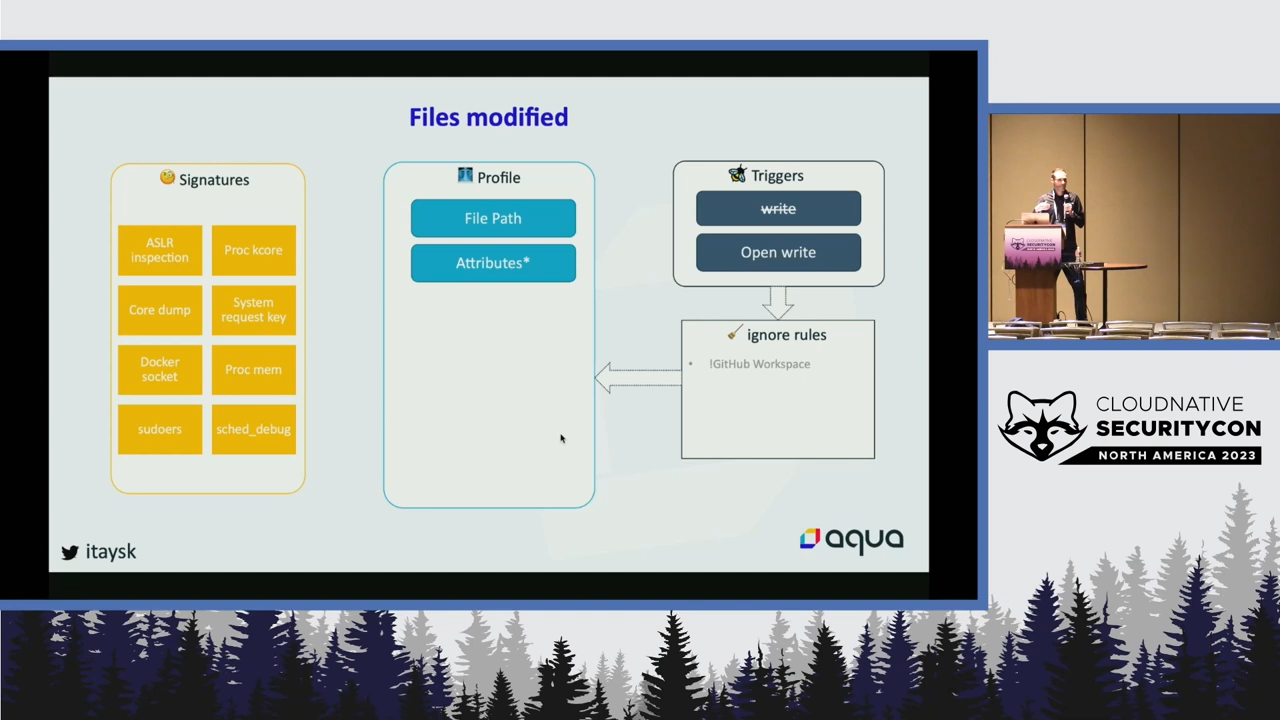 Files modified
Signatures
ASLR
inspection
Proc kcore
Core dump
System
request key
Docker
socket
Proc mem
sudoers
sched_debug
Profile
File Path
Attributes*
Triggers
write
Open write
ignore rules
• !GitHub Workspace
itaysk
aqua
CLOUDNATIVE
SECURITYCON
NORTH AMERICA 2023